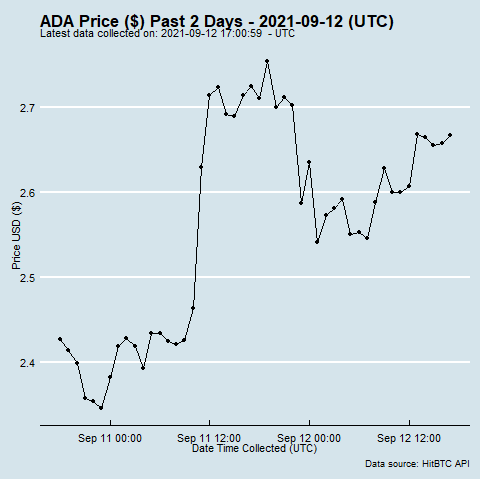 ADA Price ($) Past 2 Days - 2021-09-12 (UTC)
Latest data collected on: 2021-09-12 17:00:59 - UTC
2.7
2.6
2.5
2.4
Price USD ($)
Sep 11 00:00 Sep 11 12:00 Sep 12 00:00 Sep 12 12:00
Date Time Collected (UTC)
Data source: HitBTC API